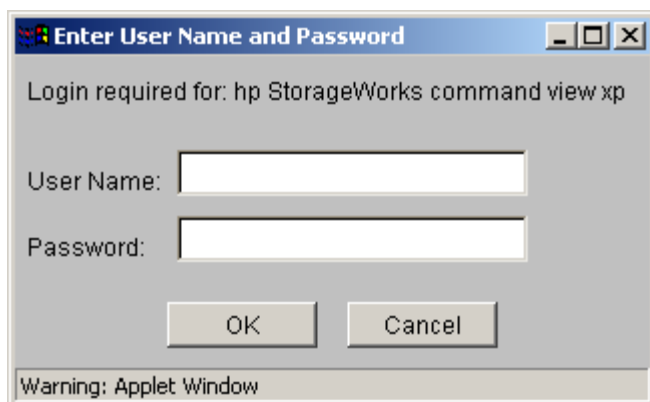 Enter User Name and Password
Login required for: hp StorageWorks command view xp
User Name:
Password:
OK
Cancel
Warning: Applet Window